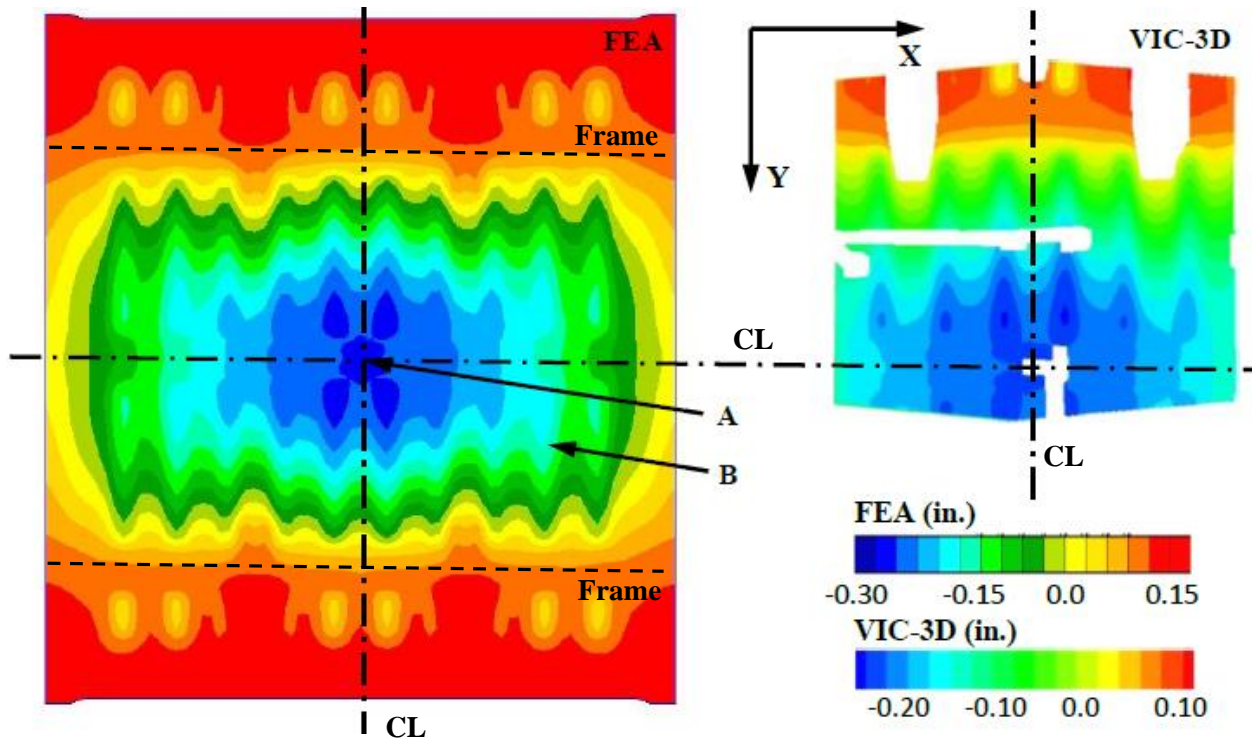 FEA
VIC-3D
X
Frame
Y
CL
A
B
CL
FEA (in.)
-0.30 -0.15 0.0 0.15
Frame
VIC-3D (in.)
-0.20 -0.10 0.0 0.10
CL